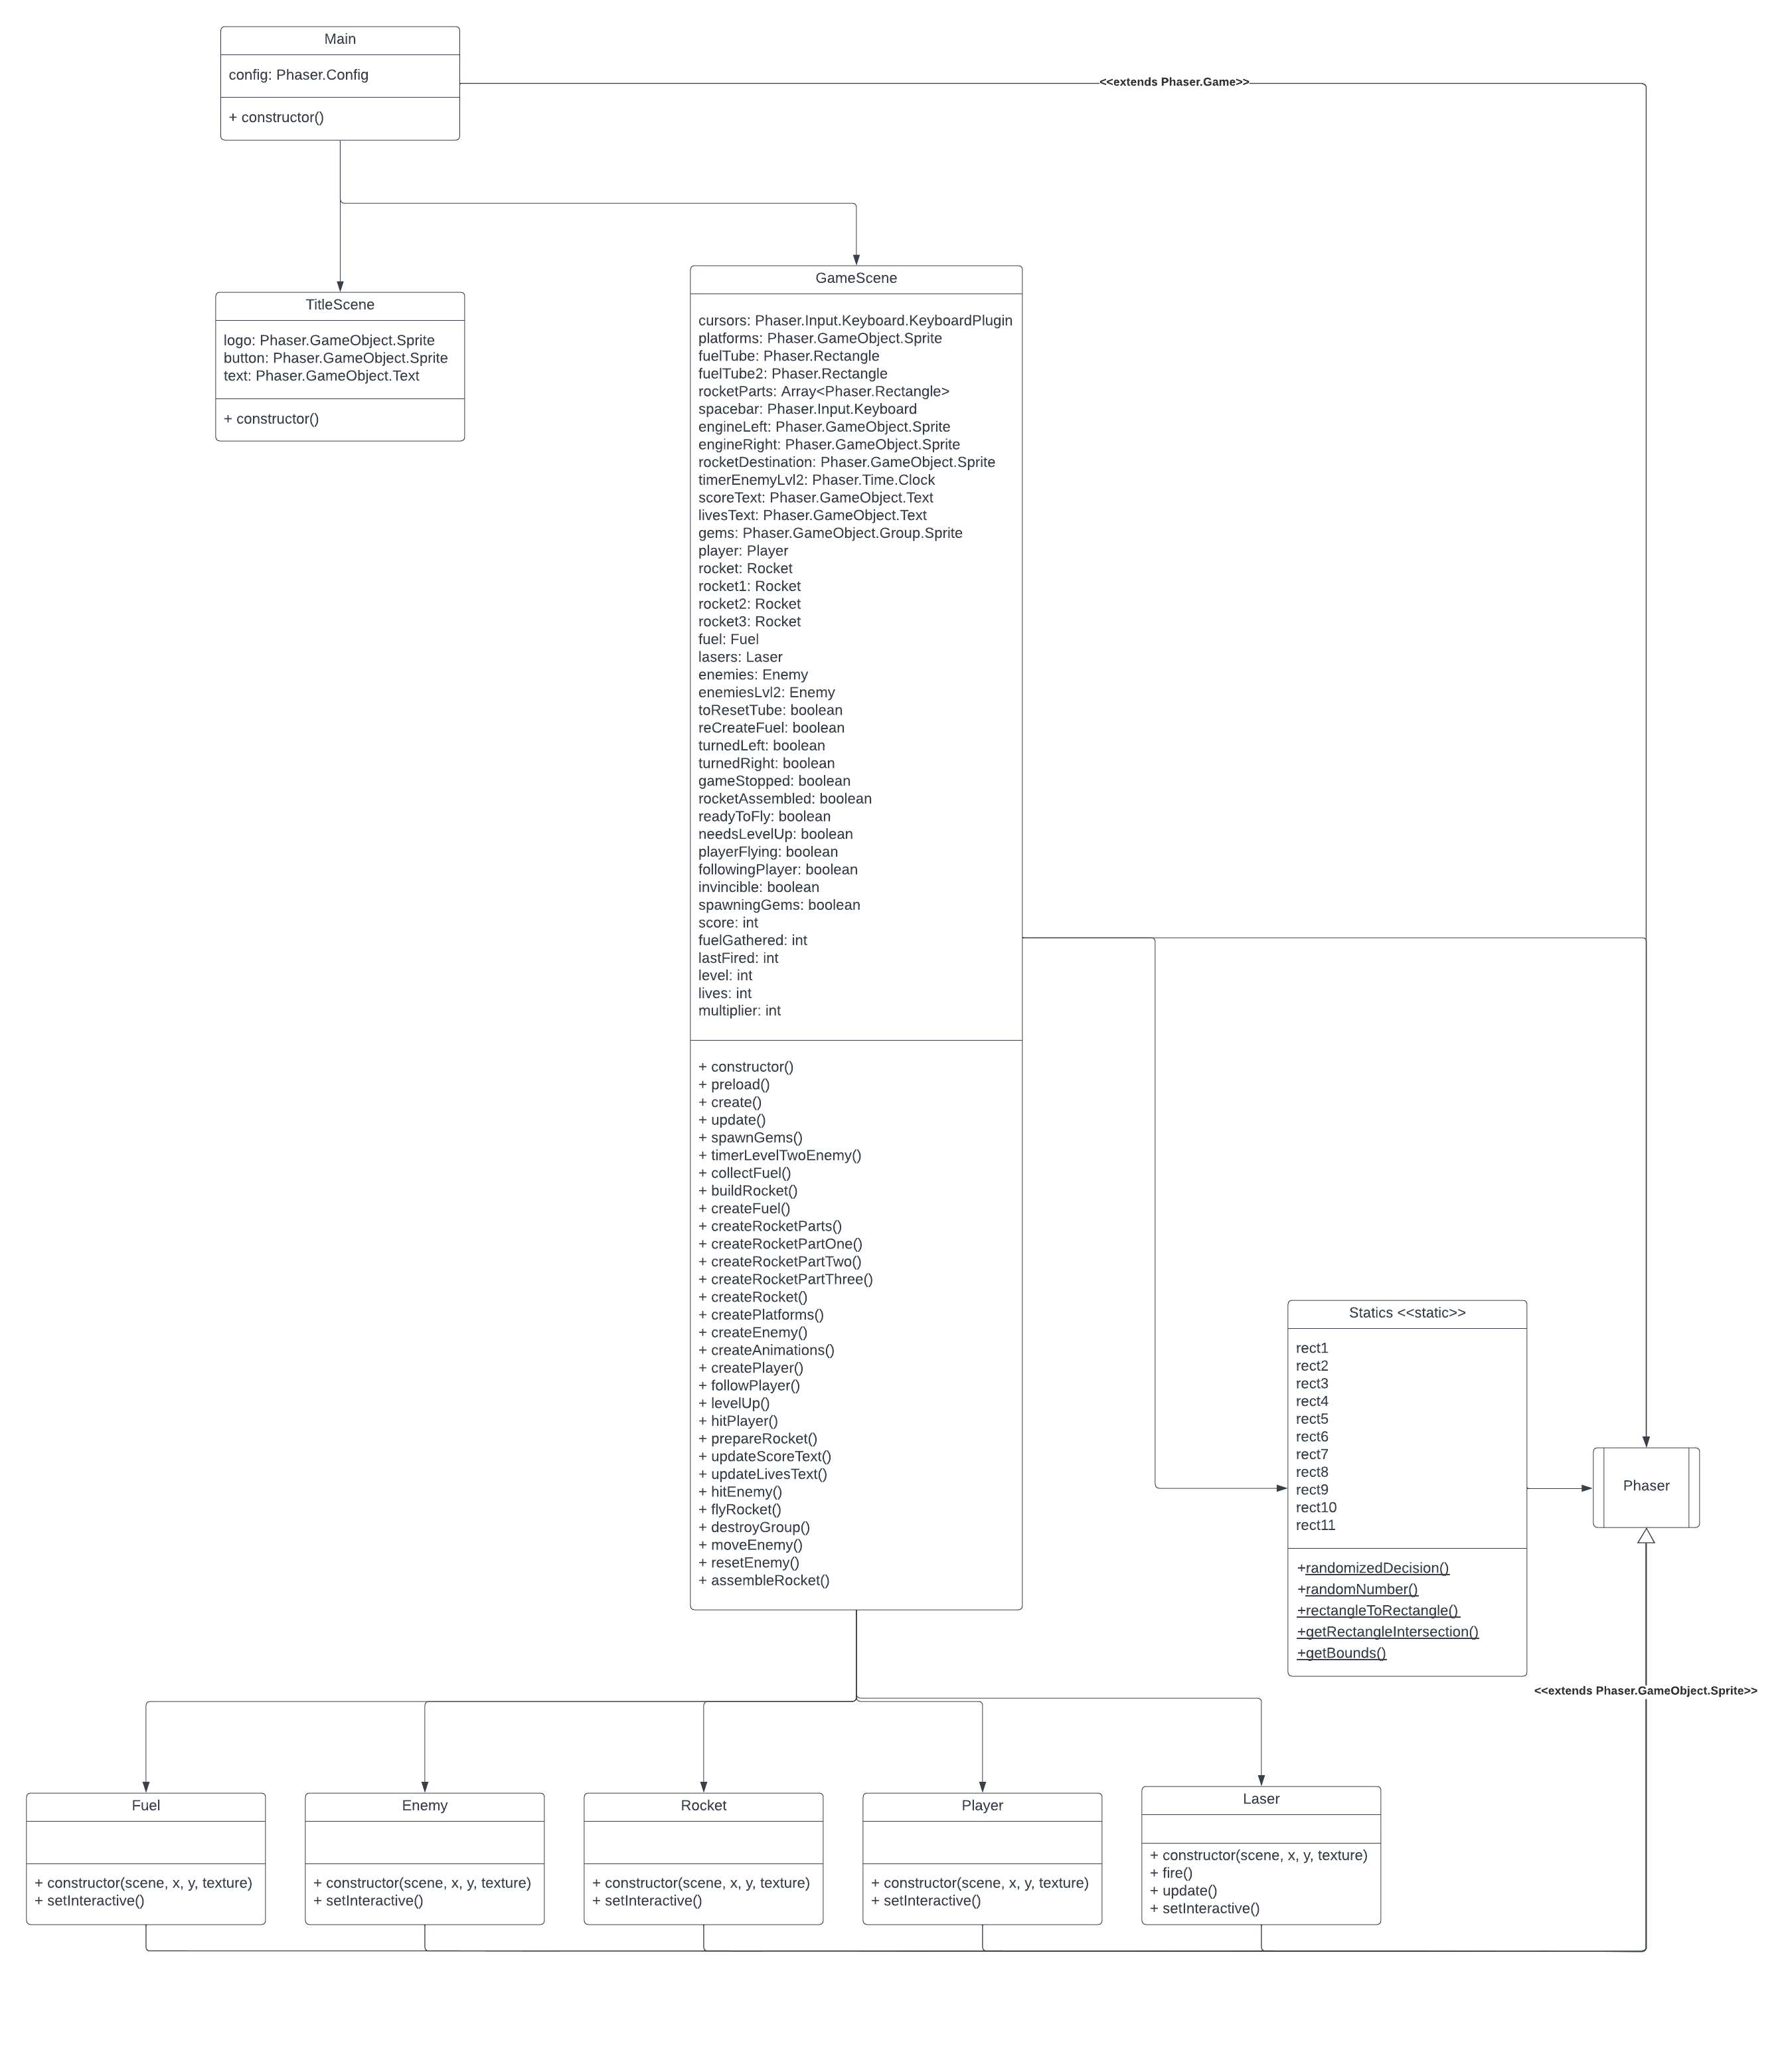 Main
config: Phaser.Config
+ constructor()
<<extends Phaser.Game>>
TitleScene
logo: Phaser.GameObject.Sprite
button: Phaser.GameObject.Sprite
text: Phaser.GameObject.Text
+ constructor()
GameScene
cursors: Phaser.Input.Keyboard.KeyboardPlugin
platforms: Phaser.GameObject.Sprite
fuelTube: Phaser.Rectangle
fuelTube2: Phaser.Rectangle
rocketParts: Array<Phaser.Rectangle>
spacebar: Phaser.Input.Keyboard
engineLeft: Phaser.GameObject.Sprite
engineRight: Phaser.GameObject.Sprite
rocketDestination: Phaser.GameObject.Sprite
timerEnemyLvl2: Phaser.Time.Clock
scoreText: Phaser.GameObject.Text
livesText: Phaser.GameObject.Text
gems: Phaser.GameObject.Group.Sprite
player: Player
rocket: Rocket
rocket1: Rocket
rocket2: Rocket
rocket3: Rocket
fuel: Fuel
lasers: Laser
enemies: Enemy
enemiesLvl2: Enemy
toResetTube: boolean
reCreateFuel: boolean
turnedLeft: boolean
turnedRight: boolean
gameStopped: boolean
rocketAssembled: boolean
readyToFly: boolean
needsLevelUp: boolean
playerFlying: boolean
followingPlayer: boolean
invincible: boolean
spawningGems: boolean
score: int
fuelGathered: int
lastFired: int
level: int
lives: int
multiplier: int
+ constructor()
+ preload()
+ create()
+ update()
+ spawnGems()
+ timerLevelTwoEnemy()
+ collectFuel()
+ buildRocket()
+ createFuel()
+ createRocketParts()
+ createRocketPartOne()
+ createRocketPartTwo()
+ createRocketPartThree()
+ createRocket()
+ createPlatforms()
+ createEnemy()
+ createAnimations()
+ createPlayer()
+ followPlayer()
+ levelUp()
+ hitPlayer()
+ prepareRocket()
+ updateScoreText()
+ updateLivesText()
+ hitEnemy()
+ flyRocket()
+ destroyGroup()
+ moveEnemy()
+ resetEnemy()
+ assembleRocket()
Statics <<static>>
rect1
rect2
rect3
rect4
rect5
rect6
rect7
rect8
rect9
rect10
rect11
+randomizedDecision()
+randomNumber()
+rectangleToRectangle()
+getRectangleIntersection()
+getBounds()
Phaser
<<extends Phaser.GameObject.Sprite>>
Fuel
+ constructor(scene, x, y, texture)
+ setInteractive()
Enemy
+ constructor(scene, x, y, texture)
+ setInteractive()
Rocket
+ constructor(scene, x, y, texture)
+ setInteractive()
Player
+ constructor(scene, x, y, texture)
+ setInteractive()
Laser
+ constructor(scene, x, y, texture)
+ fire()
+ update()
+ setInteractive()